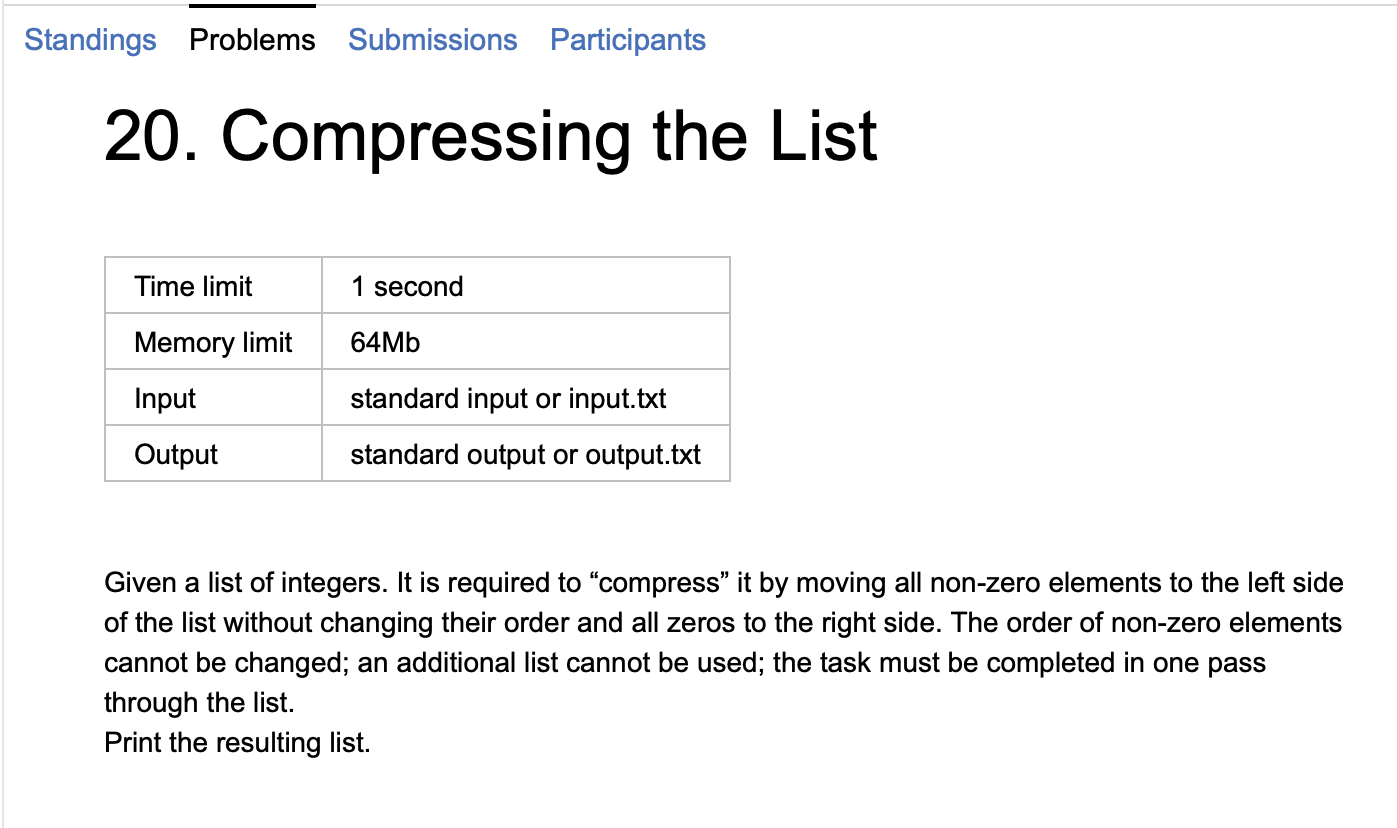 Standings Problems Submissions Participants
20. Compressing the List
Time limit 1 second
Memory limit 64Mb
Input standard input or input.txt
Output standard output or output.txt
Given a list of integers. It is required to “compress” it by moving all non-zero elements to the left side
of the list without changing their order and all zeros to the right side. The order of non-zero elements
cannot be changed; an additional list cannot be used; the task must be completed in one pass
through the list.
Print the resulting list.